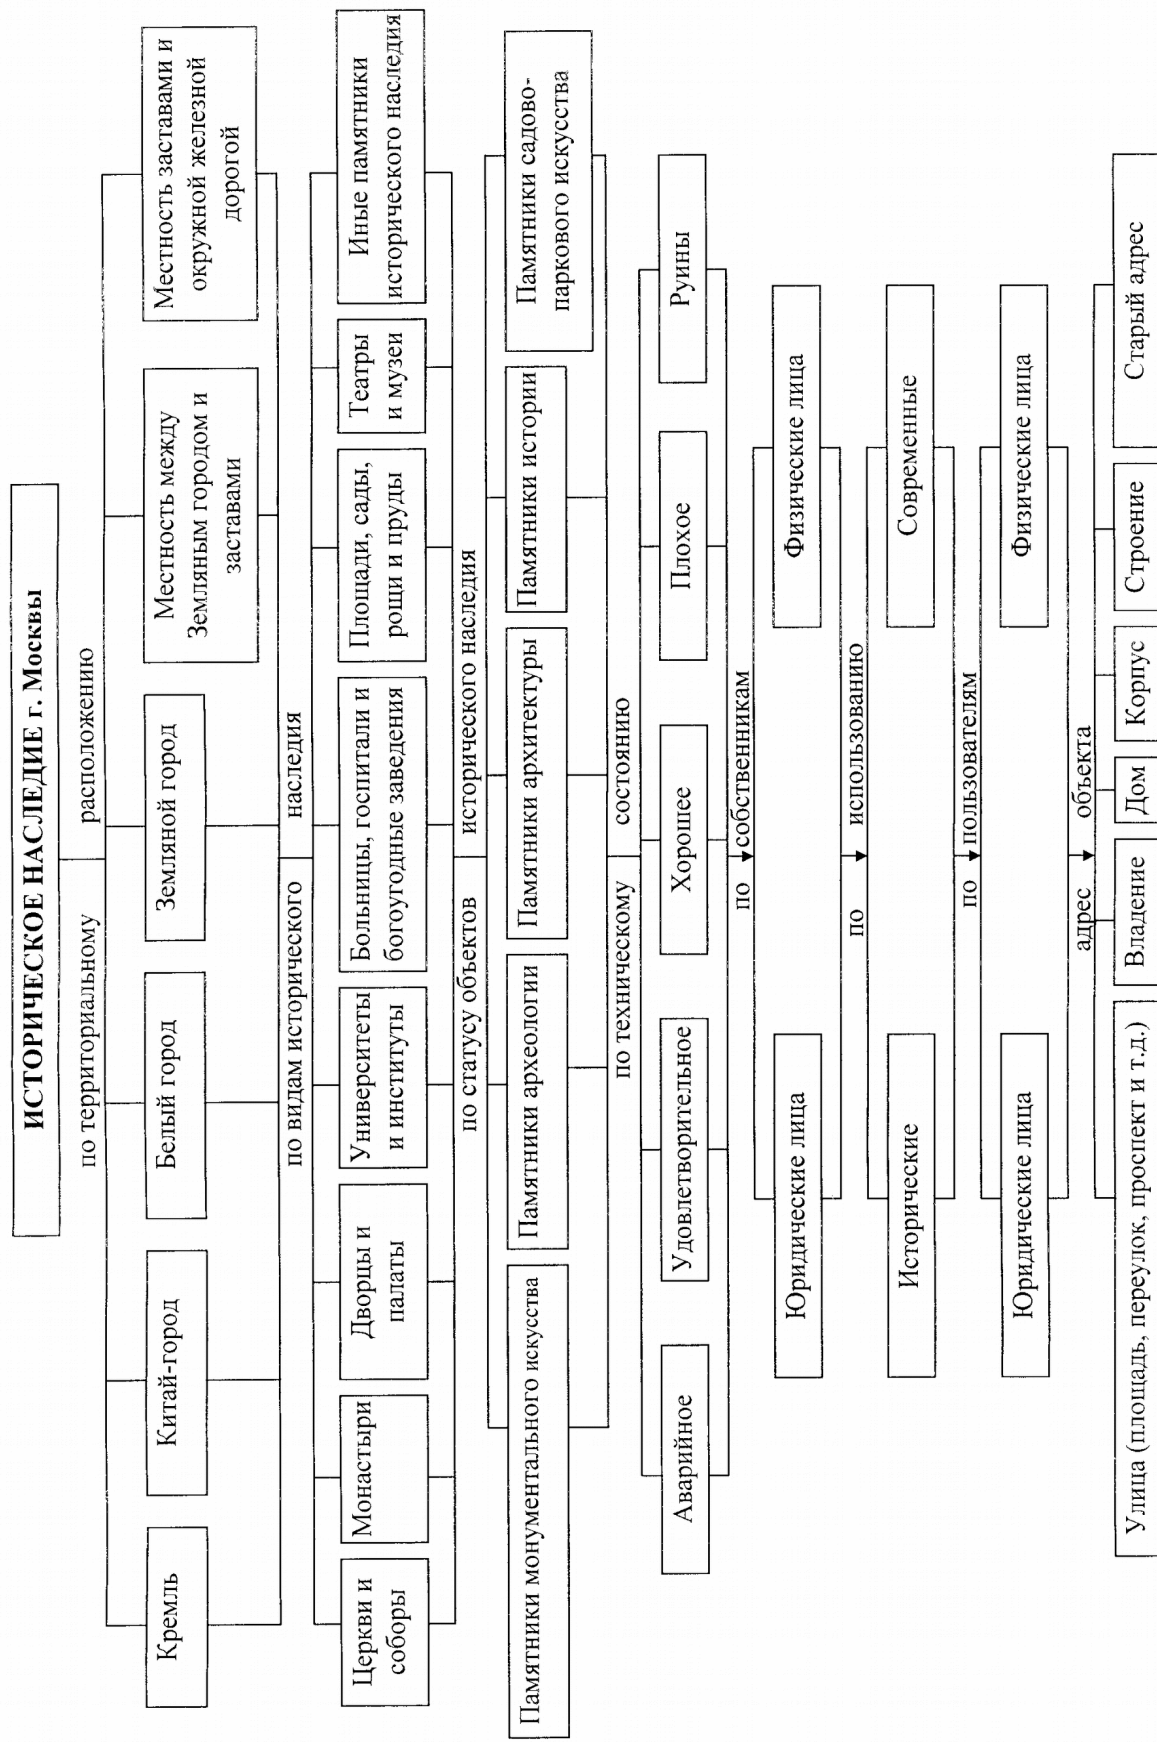 ИСТОРИЧЕСКОЕ НАСЛЕДИЕ г. Москвы
по территориальному расположению
Кремль
Китай-город
Белый город
Земляной город
Местность между
Земляным городом и
заставами
Местность заставами и
окружной железной
дорогой
по видам исторического наследия
Церкви и
соборы
Монастыри
Дворцы и
палаты
Университеты
и институты
Больницы, госпитали и
богоугодные заведения
Площади, сады,
рощи и пруды
Театры
и музеи
Иные памятники
исторического наследия
по статусу объектов исторического наследия
Памятники монументального искусства
Памятники археологии
Памятники архитектуры
Памятники истории
Памятники садово-
паркового искусства
по техническому состоянию
Аварийное
Удовлетворительное
Хорошее
Плохое
Руины
по собственникам
Юридические лица
Физические лица
по использованию
Исторические
Современные
по пользователям
Юридические лица
Физические лица
адрес объекта
Улица (площадь, переулок, проспект и т.д.)
Владение
Дом
Корпус
Строение
Старый адрес